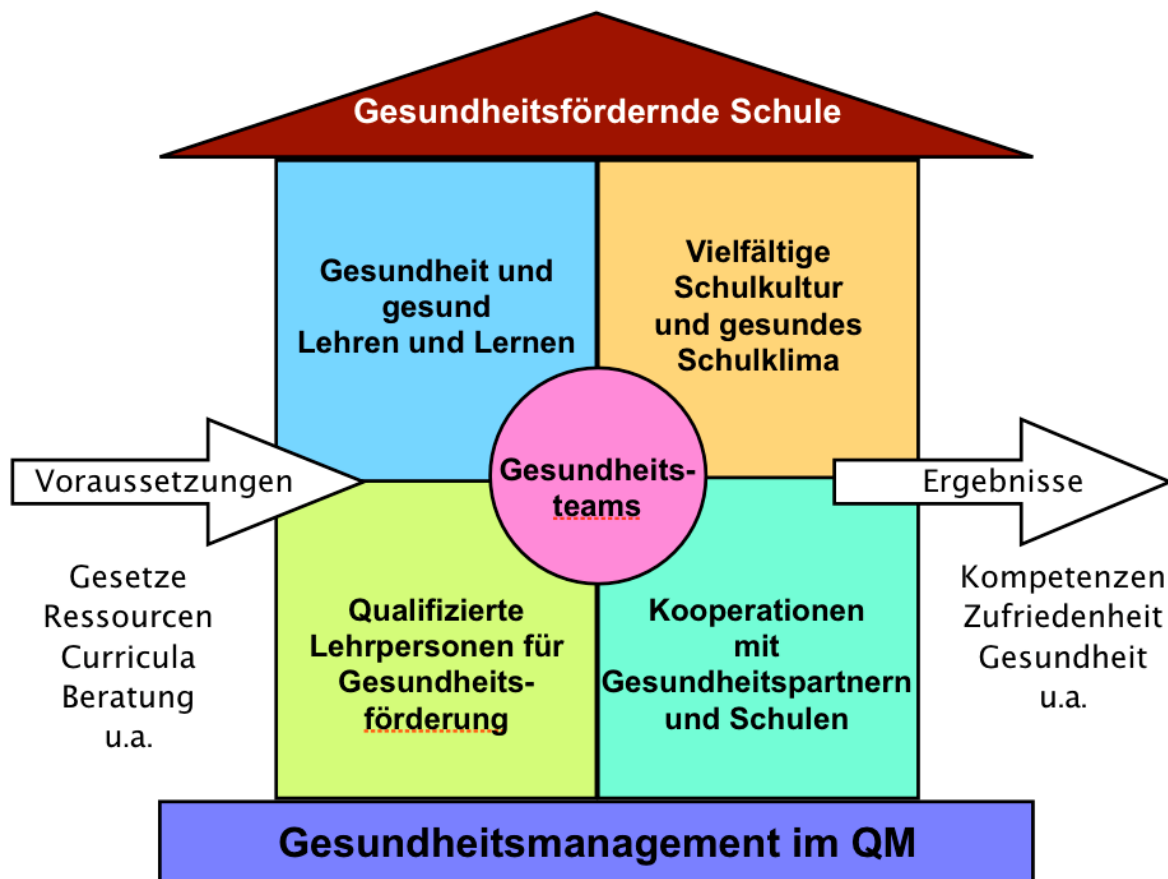 Gesundheitsfördernde Schule
Gesundheit und
gesund
Lehren und Lernen
Vielfältige
Schulkultur
und gesundes
Schulklima
Gesundheits-
teams
Voraussetzungen
Gesetze
Ressourcen
Curricula
Beratung
u.a.
Ergebnisse
Kompetenzen
Zufriedenheit
Gesundheit
u.a.
Qualifizierte
Lehrpersonen für
Gesundheits-
förderung
Kooperationen
mit
Gesundheitspartnern
und Schulen
Gesundheitsmanagement im QM